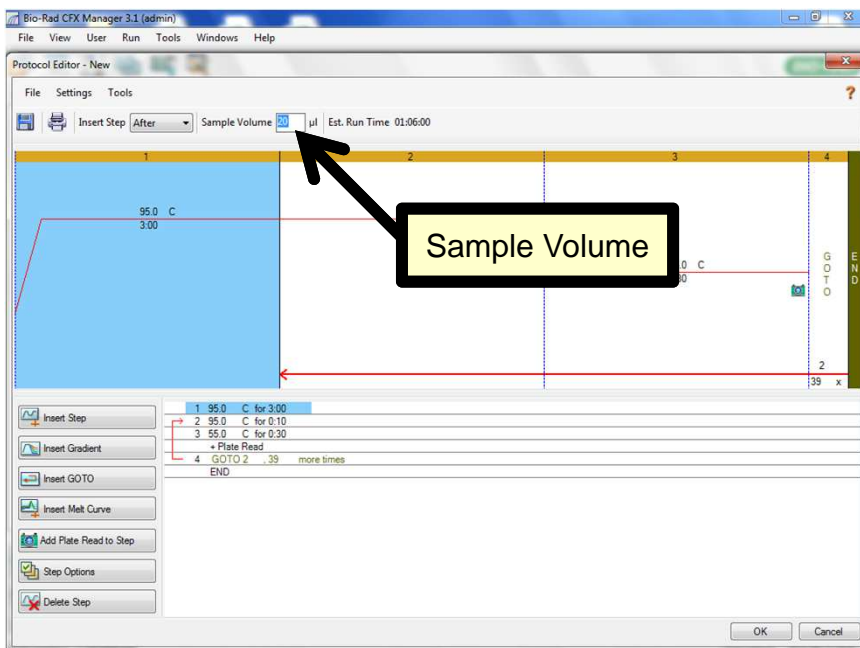 Bio-Rad CFX Manager 3.1 (admin)
File View User Run Tools Windows Help
Protocol Editor - New
File Settings Tools
?
Insert Step After Sample Volume 20 µl Est. Run Time 01:06:00
1 2 3 4
95.0 C
3:00
Sample Volume
.0 C
G O T O
E N D
2
39 x
Insert Step
Insert Gradient
Insert GOTO
Insert Melt Curve
Add Plate Read to Step
Step Options
Delete Step
1 95.0 C for 3:00
2 95.0 C for 0:10
3 55.0 C for 0:30
+ Plate Read
4 GOTO 2 , 39 more times
END
OK Cancel